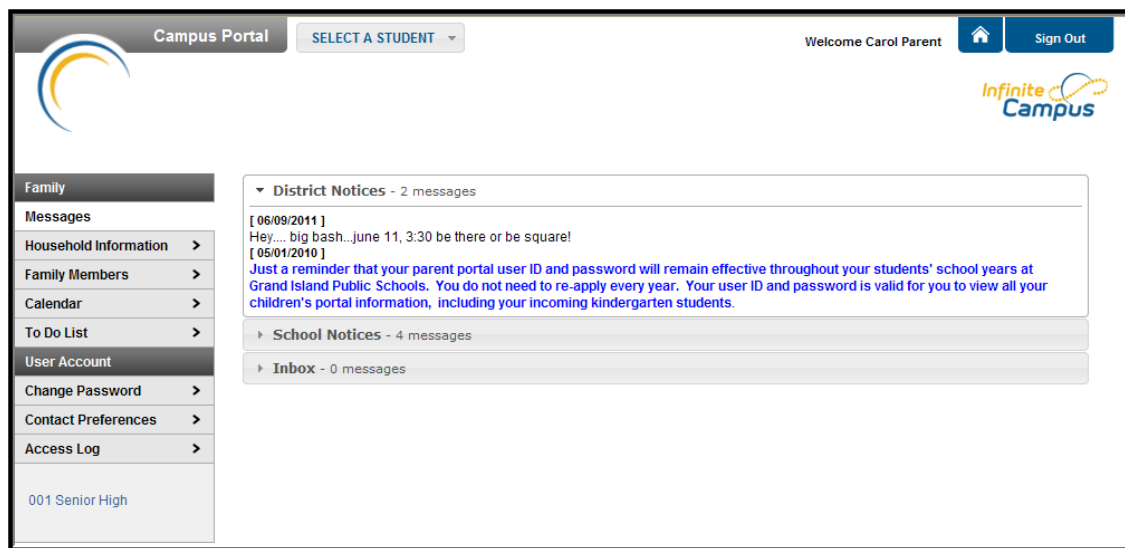 Campus Portal
SELECT A STUDENT
Welcome Carol Parent
Sign Out
Infinite
Campus
Family
Messages
Household Information
Family Members
Calendar
To Do List
User Account
Change Password
Contact Preferences
Access Log
001 Senior High
District Notices - 2 messages
[ 06/09/2011 ]
Hey.... big bash...june 11, 3:30 be there or be square!
[ 05/01/2010 ]
Just a reminder that your parent portal user ID and password will remain effective throughout your students' school years at
Grand Island Public Schools. You do not need to re-apply every year. Your user ID and password is valid for you to view all your
children's portal information, including your incoming kindergarten students.
School Notices - 4 messages
Inbox - 0 messages